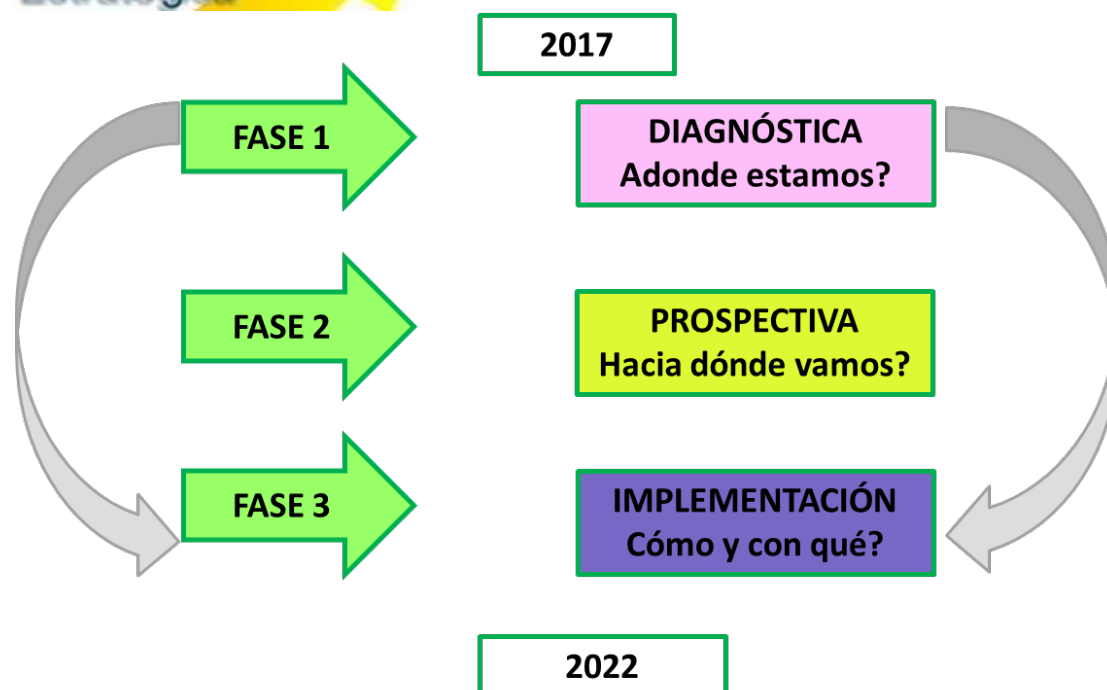 2017
FASE 1
DIAGNÓSTICA
Adonde estamos?
FASE 2
PROSPECTIVA
Hacia dónde vamos?
FASE 3
IMPLEMENTACIÓN
Cómo y con qué?
2022